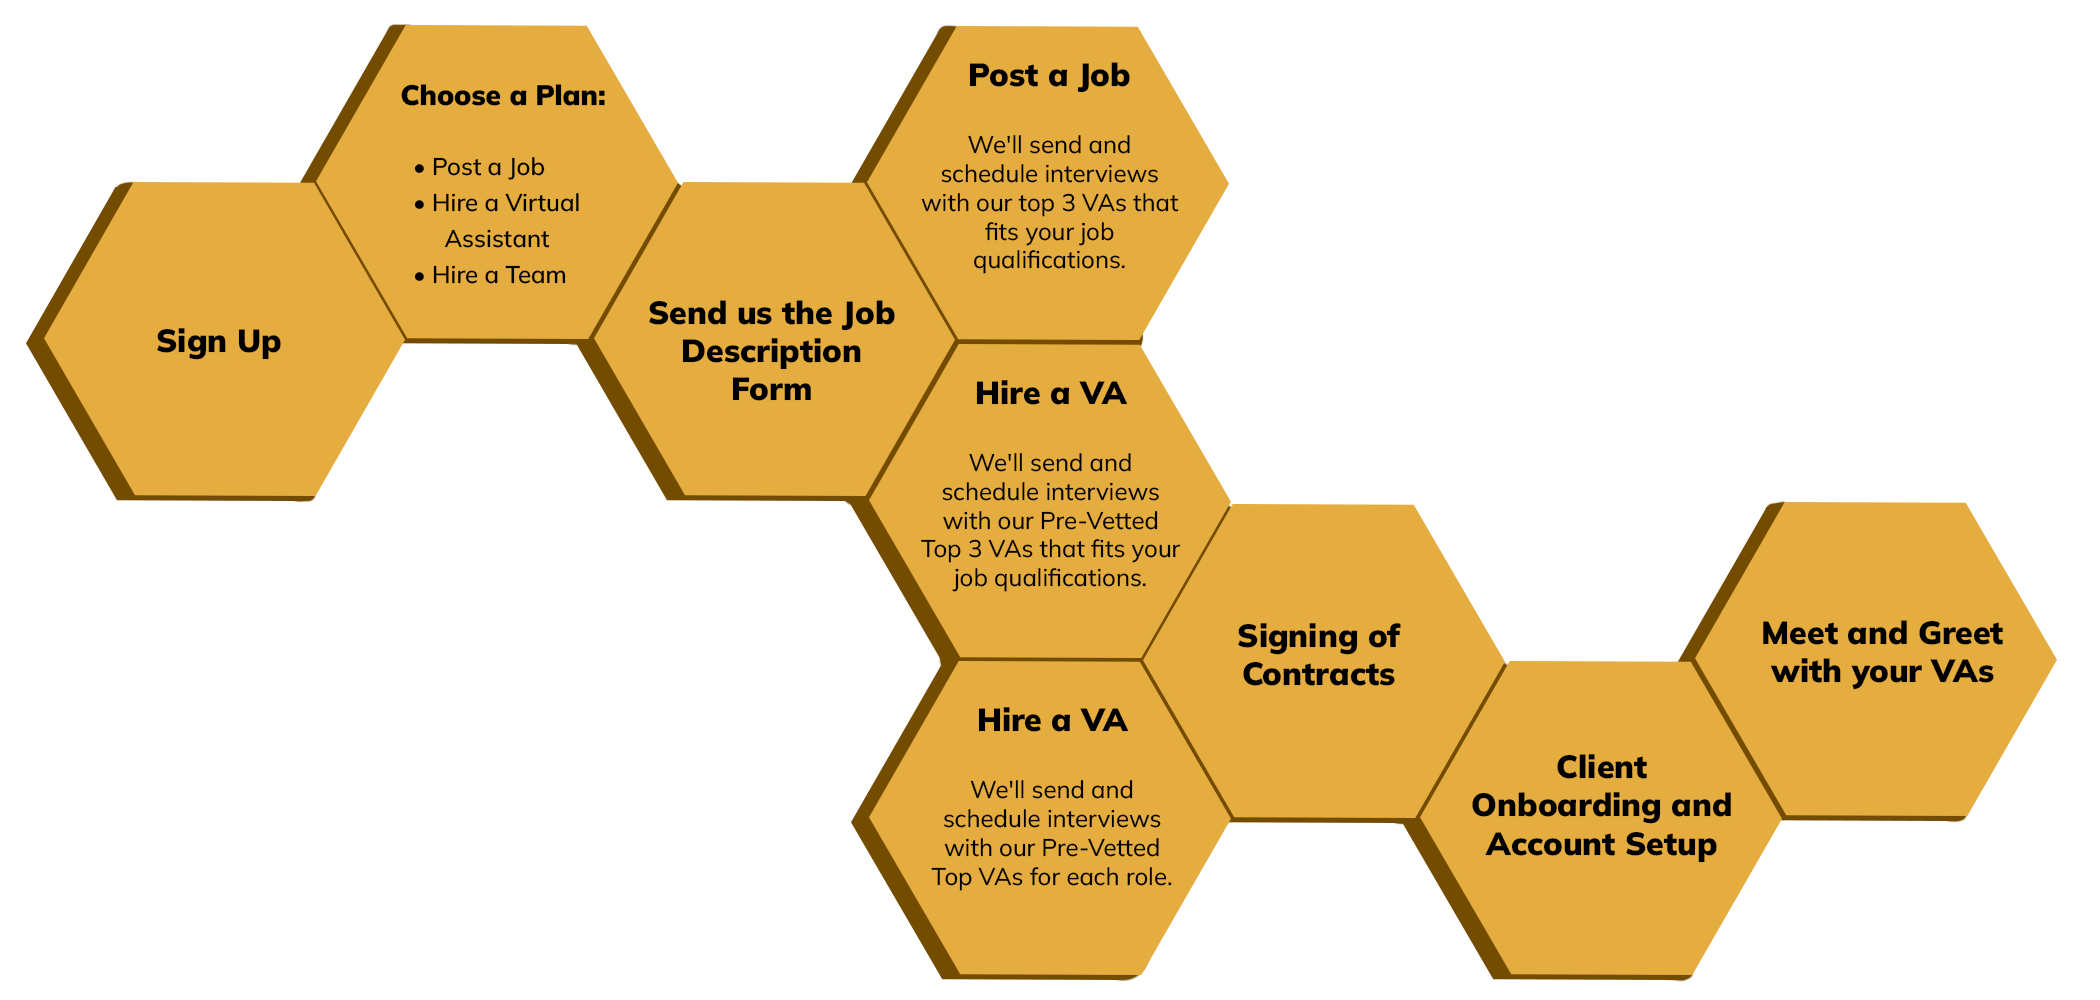 Sign Up
Choose a Plan:
• Post a Job
• Hire a Virtual
Assistant
• Hire a Team
Send us the Job
Description
Form
Post a Job
We'll send and
schedule interviews
with our top 3 VAs that
fits your job
qualifications.
Hire a VA
We'll send and
schedule interviews
with our Pre-Vetted
Top 3 VAs that fits your
job qualifications.
Hire a VA
We'll send and
schedule interviews
with our Pre-Vetted
Top VAs for each role.
Signing of
Contracts
Client
Onboarding and
Account Setup
Meet and Greet
with your VAs